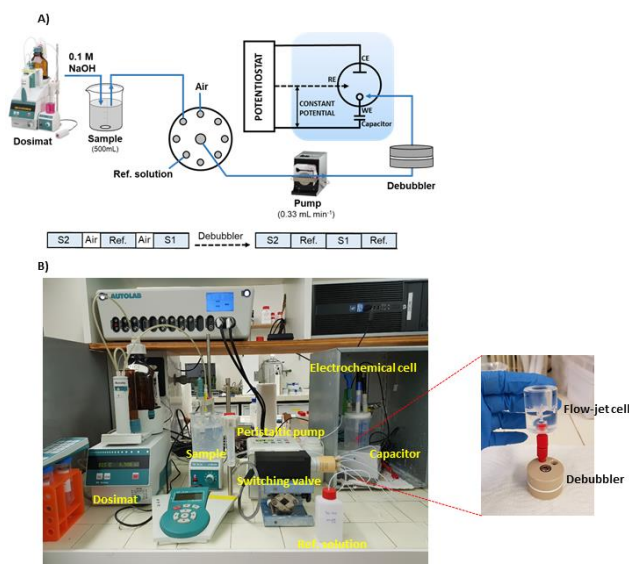 A)
0.1 M
NaOH
Air
Dosimat
Sample
(500mL)
Ref. solution
POTENTIOSTAT
CE
RE
CONSTANT
POTENTIAL
WE
Capacitor
Pump
(0.33 mL min⁻¹)
Debubbler
S2 Air Ref. Air S1
Debubbler
S2 Ref. S1 Ref.
B)
AUTOLAB
Electrochemical cell
Peristaltic pump
Sample
Capacitor
Switching valve
Dosimat
Ref. solution
Flow-jet cell
Debubbler